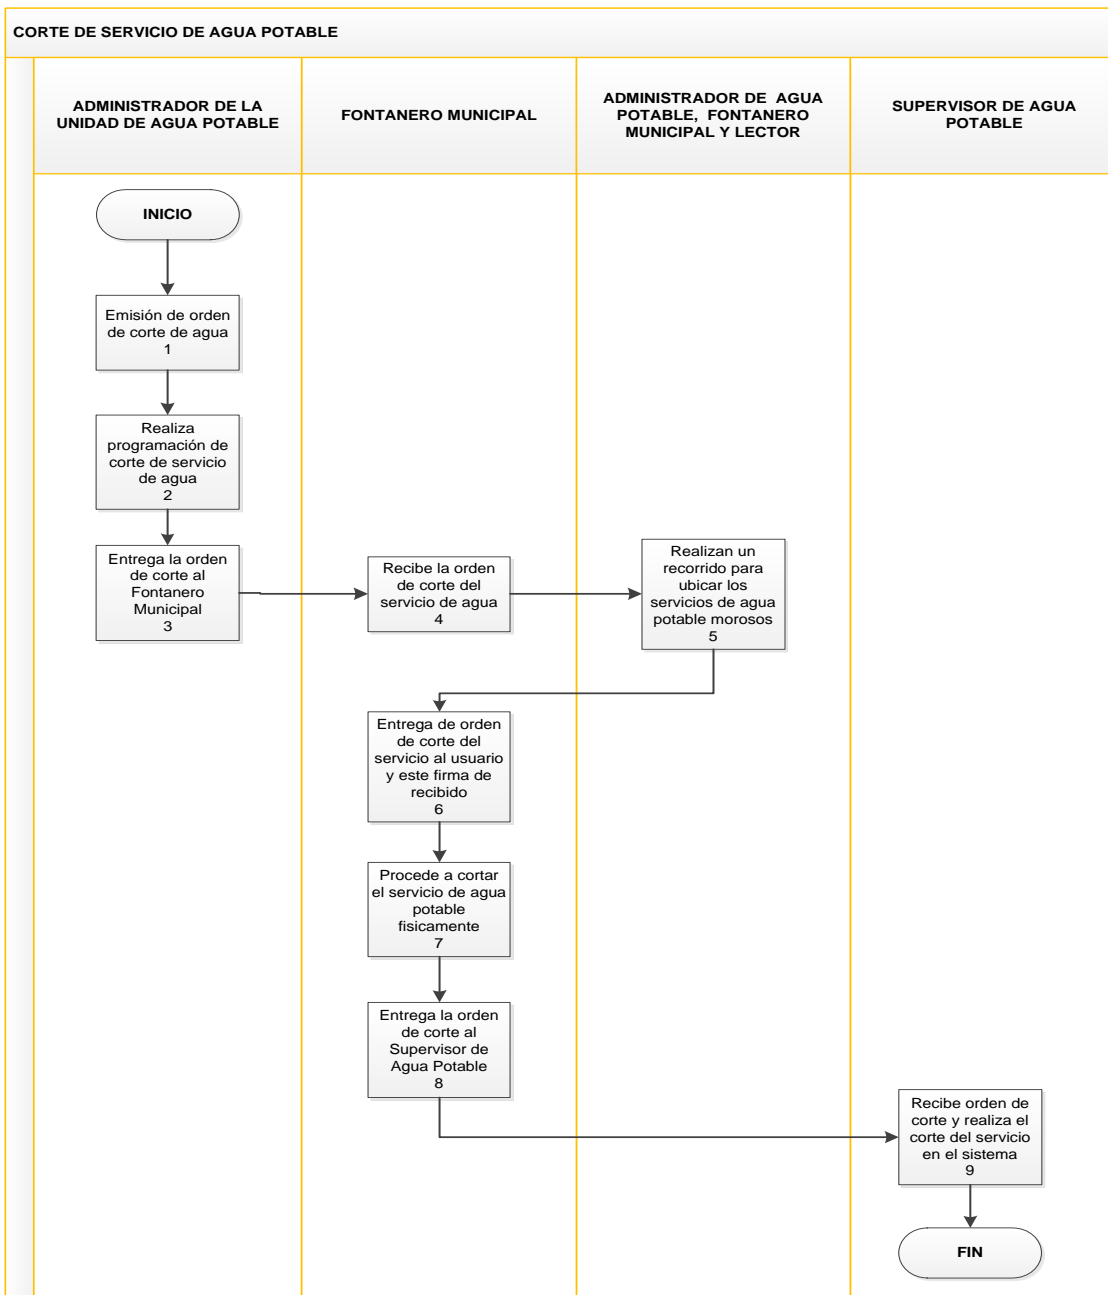 CORTE DE SERVICIO DE AGUA POTABLE
ADMINISTRADOR DE LA
UNIDAD DE AGUA POTABLE
FONTANERO MUNICIPAL
ADMINISTRADOR DE AGUA
POTABLE, FONTANERO
MUNICIPAL Y LECTOR
SUPERVISOR DE AGUA
POTABLE
INICIO
Emisión de orden
de corte de agua
1
Realiza
programación de
corte de servicio
de agua
2
Entrega la orden
de corte al
Fontanero
Municipal
3
Recibe la orden
de corte del
servicio de agua
4
Realizan un
recorrido para
ubicar los
servicios de agua
potable morosos
5
Entrega de orden
de corte del
servicio al usuario
y este firma de
recibido
6
Procede a cortar
el servicio de agua
potable
fisicamente
7
Entrega la orden
de corte al
Supervisor de
Agua Potable
8
Recibe orden de
corte y realiza el
corte del servicio
en el sistema
9
FIN